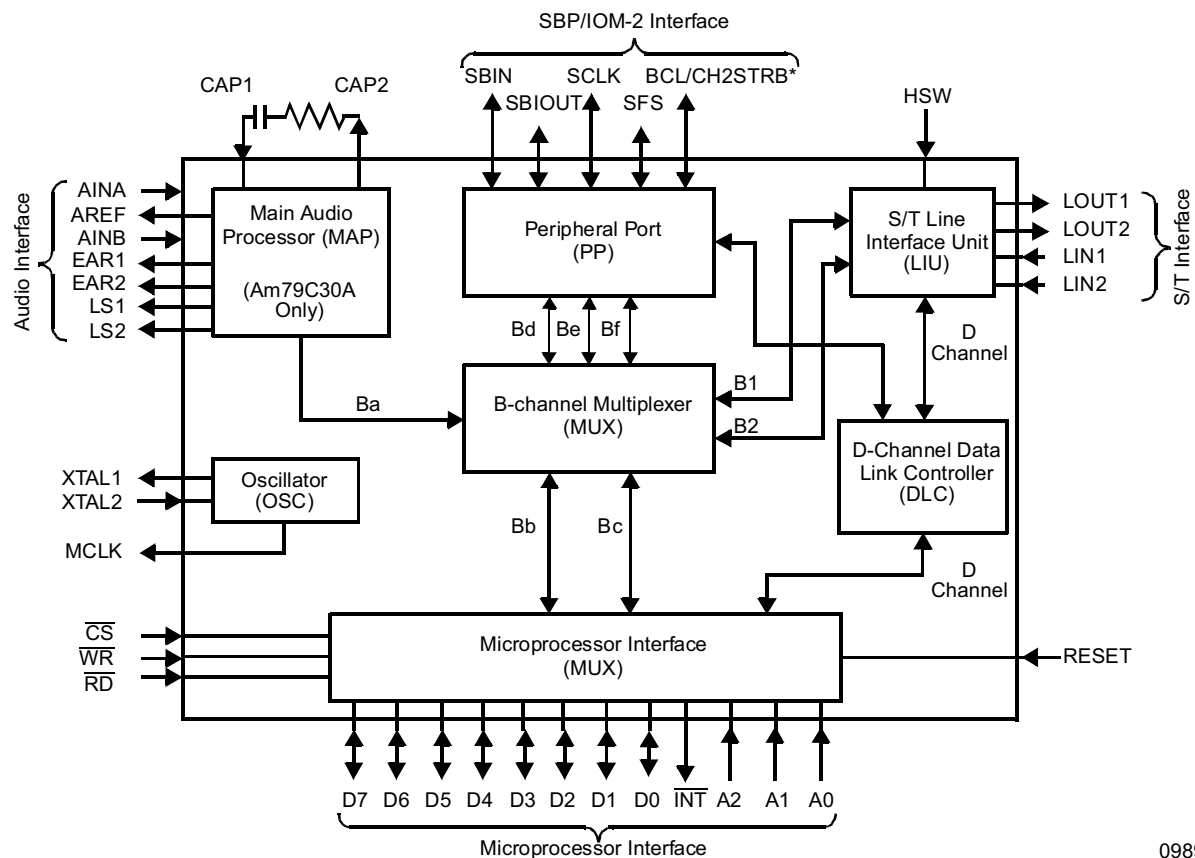 SBP/IOM-2 Interface
SBIN
SCLK
BCL/CH2STRB*
CAP1
CAP2
SBIOUT
SFS
HSW
Audio Interface
AINA
AREF
AINB
EAR1
EAR2
LS1
LS2
Main Audio
Processor (MAP)
(Am79C30A
Only)
Peripheral Port
(PP)
S/T Line
Interface Unit
(LIU)
LOUT1
LOUT2
LIN1
LIN2
S/T Interface
Bd
Be
Bf
D
Channel
Ba
B-channel Multiplexer
(MUX)
B1
B2
D-Channel Data
Link Controller
(DLC)
XTAL1
XTAL2
Oscillator
(OSC)
MCLK
Bb
Bc
D
Channel
CS
WR
RD
Microprocessor Interface
(MUX)
RESET
D7
D6
D5
D4
D3
D2
D1
D0
INT
A2
A1
A0
Microprocessor Interface